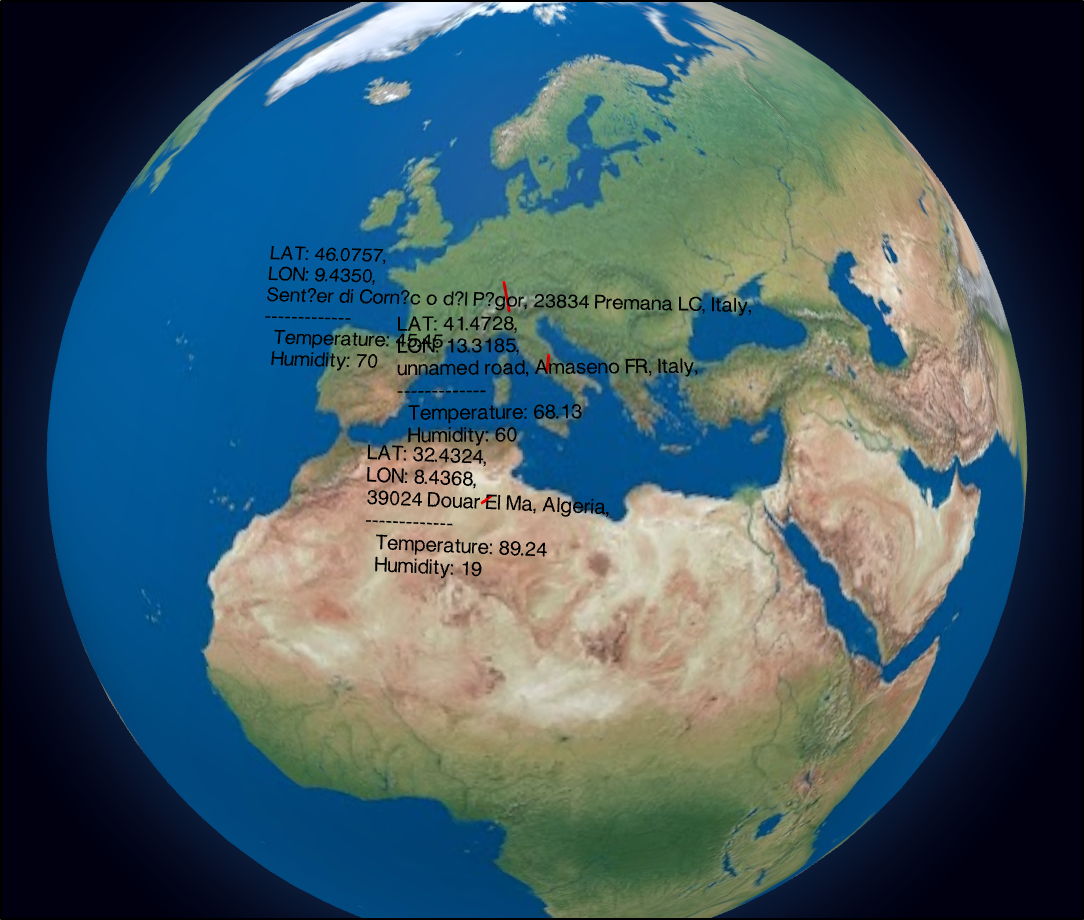 LAT: 46.0757,
LON: 9.4350,
Sent?er di Corn?c o d?l P?gor, 23834 Premana LC, Italy,
-------------
Temperature: 45.45
Humidity: 70
LAT: 41.4728,
LON: 13.3185.
unnamed road, Amaseno FR, Italy,
-------------
Temperature: 68.13
Humidity: 60
LAT: 32.4324,
LON: 8.4368,
39024 Douar El Ma, Algeria,
-------------
Temperature: 89.24
Humidity: 19